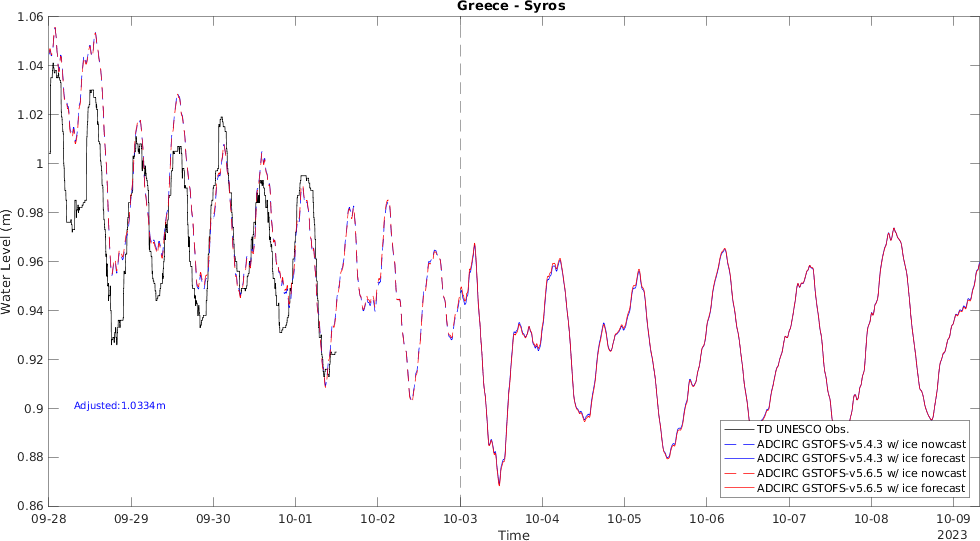 Greece - Syros
1.06
1.04
1.02
1
0.98
0.96
0.94
0.92
0.9
0.88
0.86
Water Level (m)
Adjusted:1.0334m
TD UNESCO Obs.
ADCIRC GSTOFS-v5.4.3 w/ ice nowcast
ADCIRC GSTOFS-v5.4.3 w/ ice forecast
ADCIRC GSTOFS-v5.6.5 w/ ice nowcast
ADCIRC GSTOFS-v5.6.5 w/ ice forecast
09-28 09-29 09-30 10-01 10-02 10-03 10-04 10-05 10-06 10-07 10-08 10-09
Time
2023